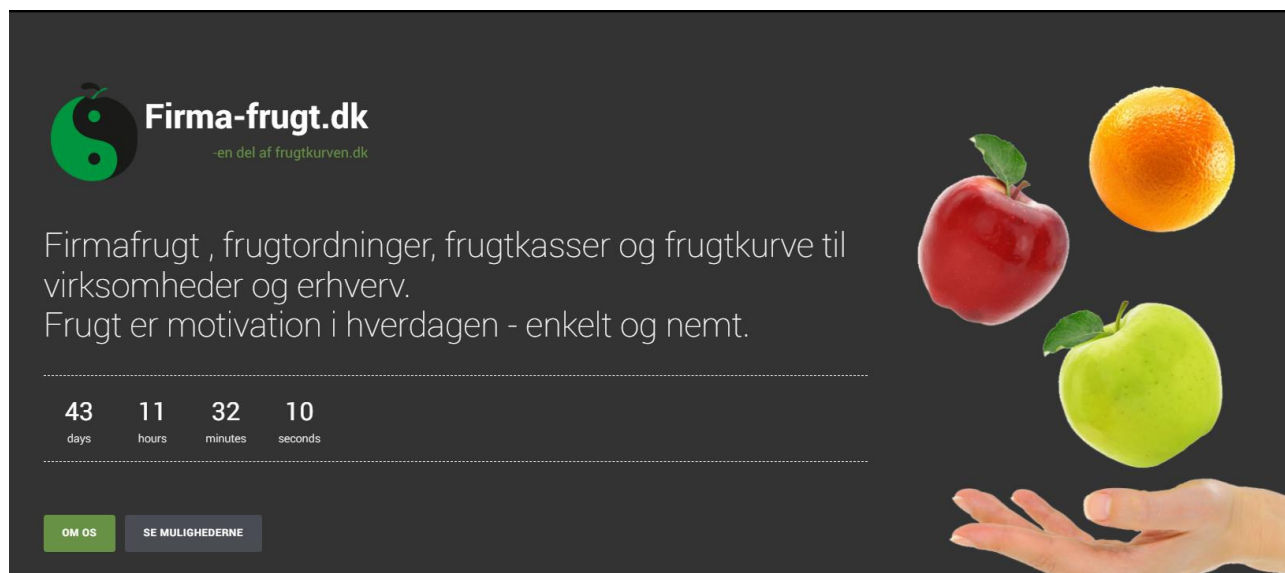 Firma-frugt.dk
-en del af frugtkurven.dk
Firmafrugt , frugtordninger, frugtkasser og frugtkurve til
virksomheder og erhverv.
Frugt er motivation i hverdagen - enkelt og nemt.
43 11 32 10
days hours minutes seconds
OM OS SE MULIGHEDERNE